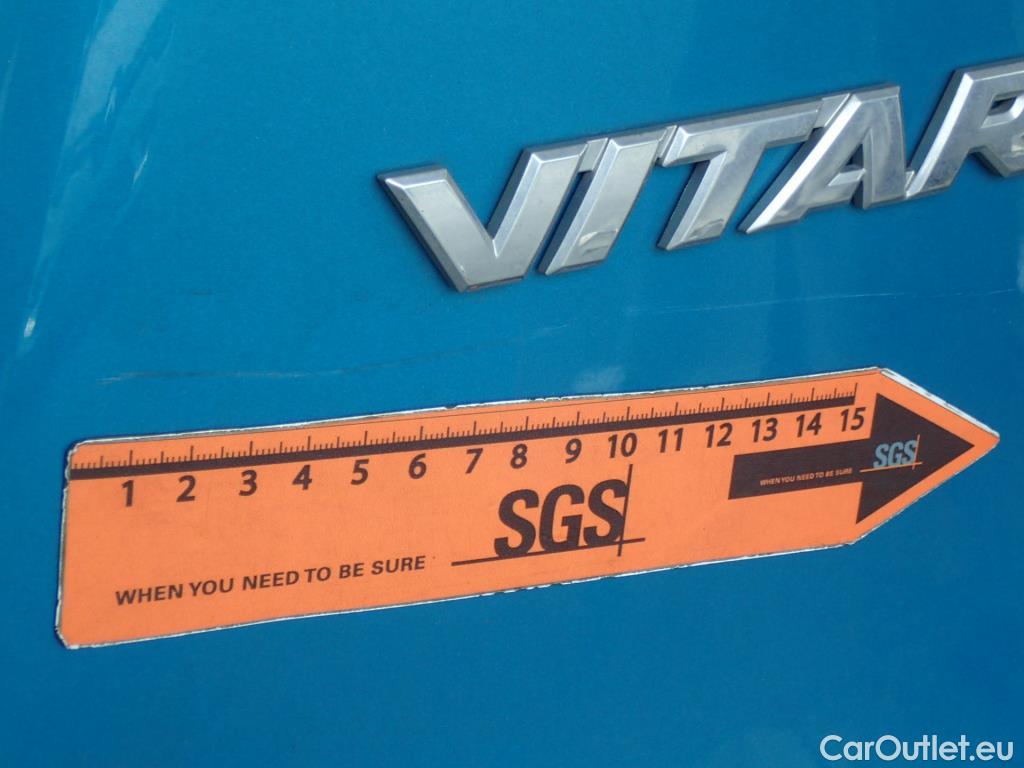 VITAR
1 2 3 4 5 6 7 8 9 10 11 12 13 14 15
SGS
WHEN YOU NEED TO BE SURE
SGS
WHEN YOU NEED TO BE SURE
CarOutlet.eu